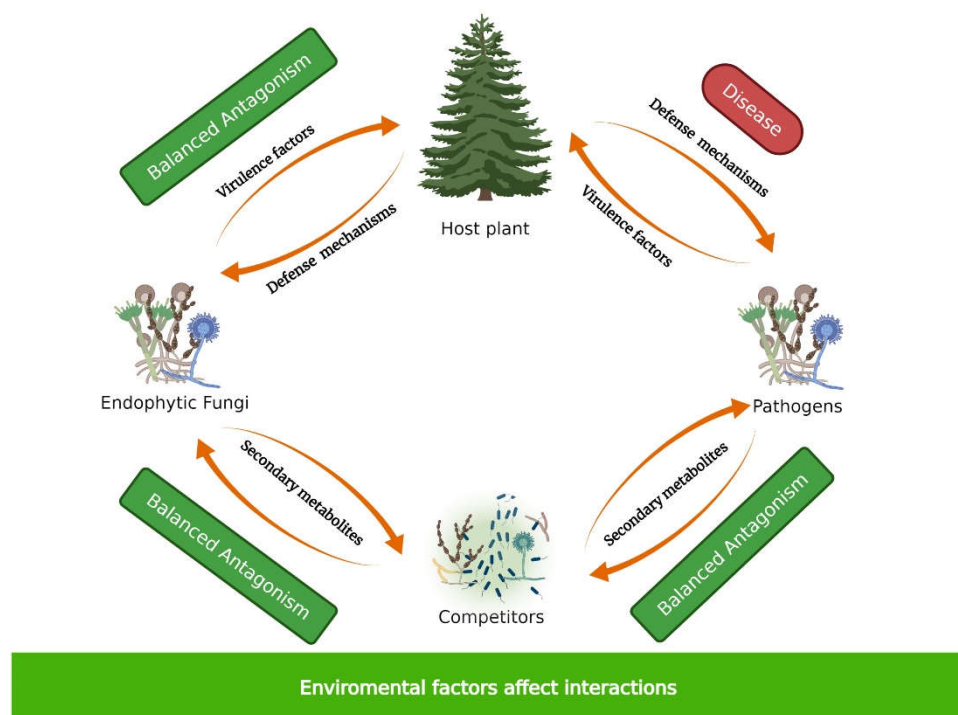 Balanced Antagonism
Virulence factors
Defense mechanisms
Host plant
Disease
Defense mechanisms
Virulence factors
Endophytic Fungi
Pathogens
Secondary metabolites
Balanced Antagonism
Competitors
Secondary metabolites
Balanced Antagonism
Enviromental factors affect interactions